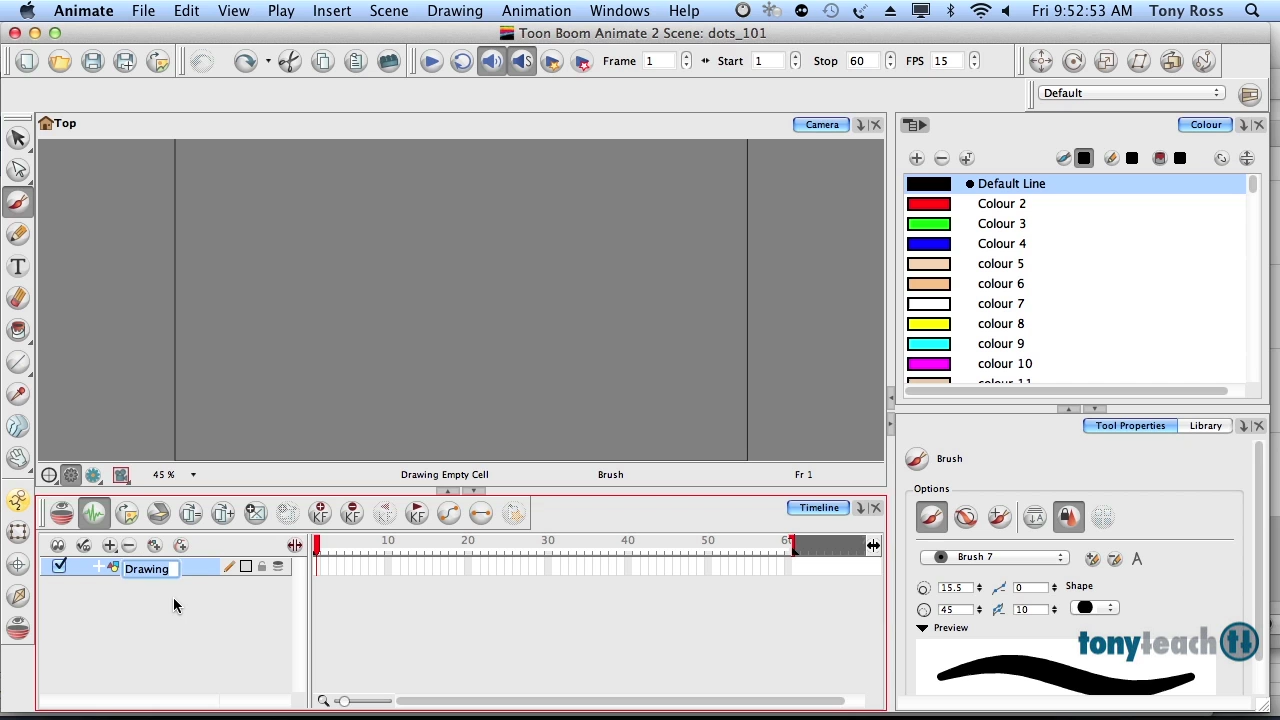 Animate File Edit View Play Insert Scene Drawing Animation Windows Help Fri 9:52:53 AM Tony Ross
Toon Boom Animate 2 Scene: dots_101
Frame 1 Start 1 Stop 60 FPS 15
Default
Top Camera
Colour
Default Line
Colour 2
Colour 3
Colour 4
colour 5
colour 6
colour 7
colour 8
colour 9
colour 10
colour 11
45 % Drawing Empty Cell Brush Fr 1
Tool Properties Library
Brush
Options
Brush 7
15.5 0 Shape
45 10
Preview
tonyteach
Timeline
10 20 30 40 50
Drawing